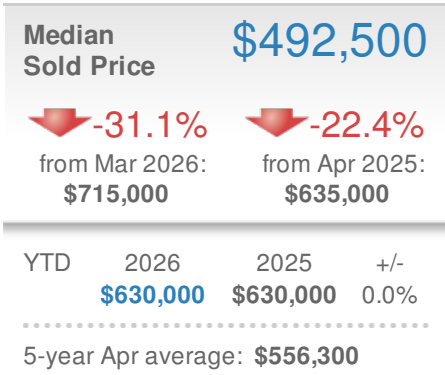 Median $492,500
Sold Price
-31.1% -22.4%
from Mar 2026: from Apr 2025:
$715,000 $635,000
YTD 2026 2025 +/-
$630,000 $630,000 0.0%
5-year Apr average: $556,300